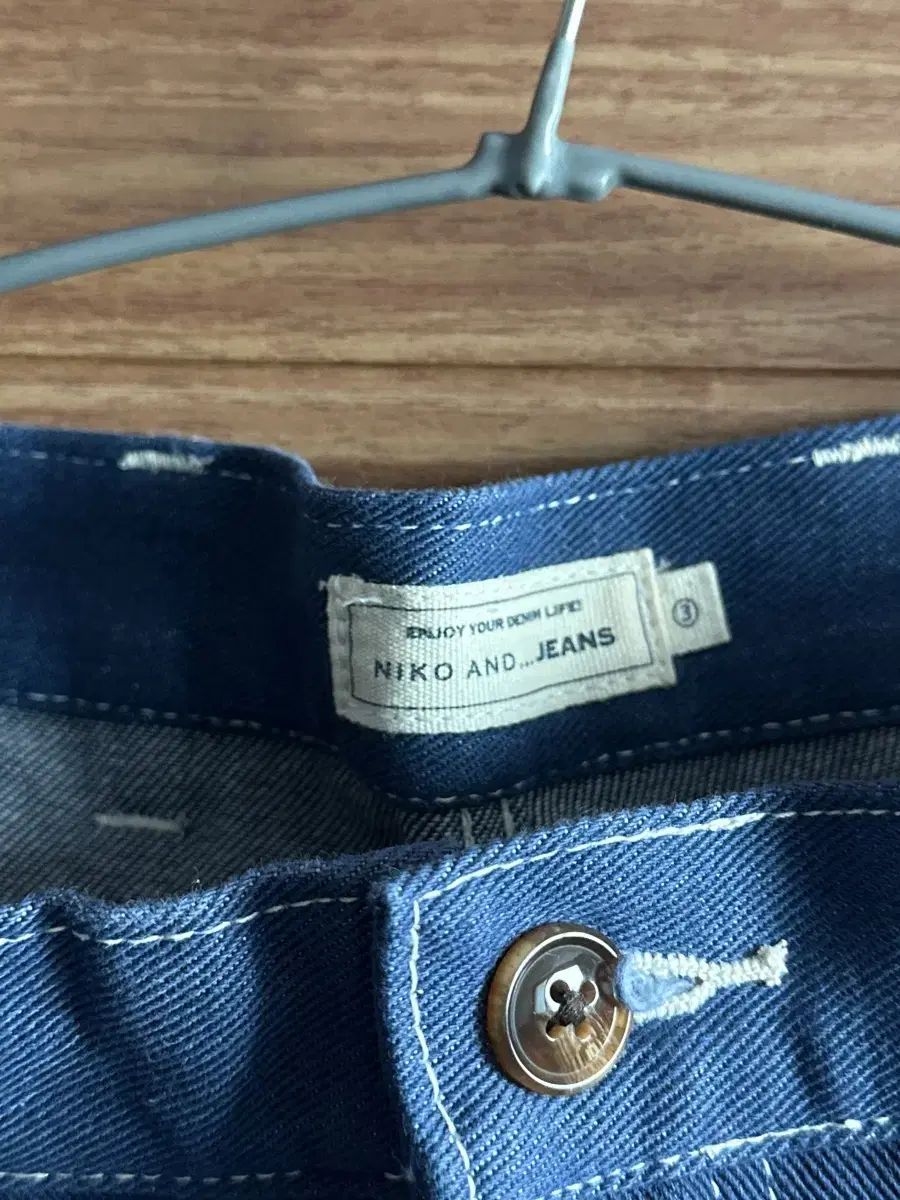 ENJOY YOUR DENIM LIFE!
NIKO AND...JEANS
③